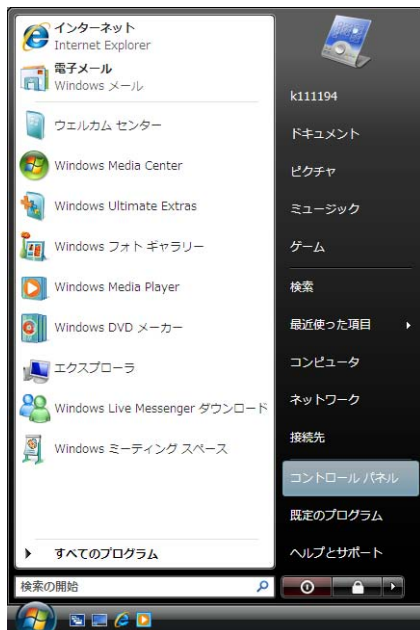 インターネット
Internet Explorer
電子メール
Windows メール
ウェルカム センター
Windows Media Center
Windows Ultimate Extras
Windows フォト ギャラリー
Windows Media Player
Windows DVD メーカー
エクスプローラ
Windows Live Messenger ダウンロード
Windows ミーティング スペース
すべてのプログラム
検索の開始
k111194
ドキュメント
ピクチャ
ミュージック
ゲーム
検索
最近使った項目
コンピュータ
ネットワーク
接続先
コントロール パネル
既定のプログラム
ヘルプとサポート